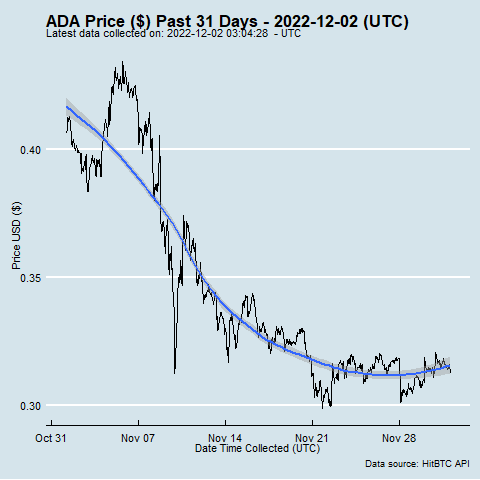 ADA Price ($) Past 31 Days - 2022-12-02 (UTC)
Latest data collected on: 2022-12-02 03:04:28 - UTC
0.40
0.35
0.30
Price USD ($)
Oct 31 Nov 07 Nov 14 Nov 21 Nov 28
Date Time Collected (UTC)
Data source: HitBTC API